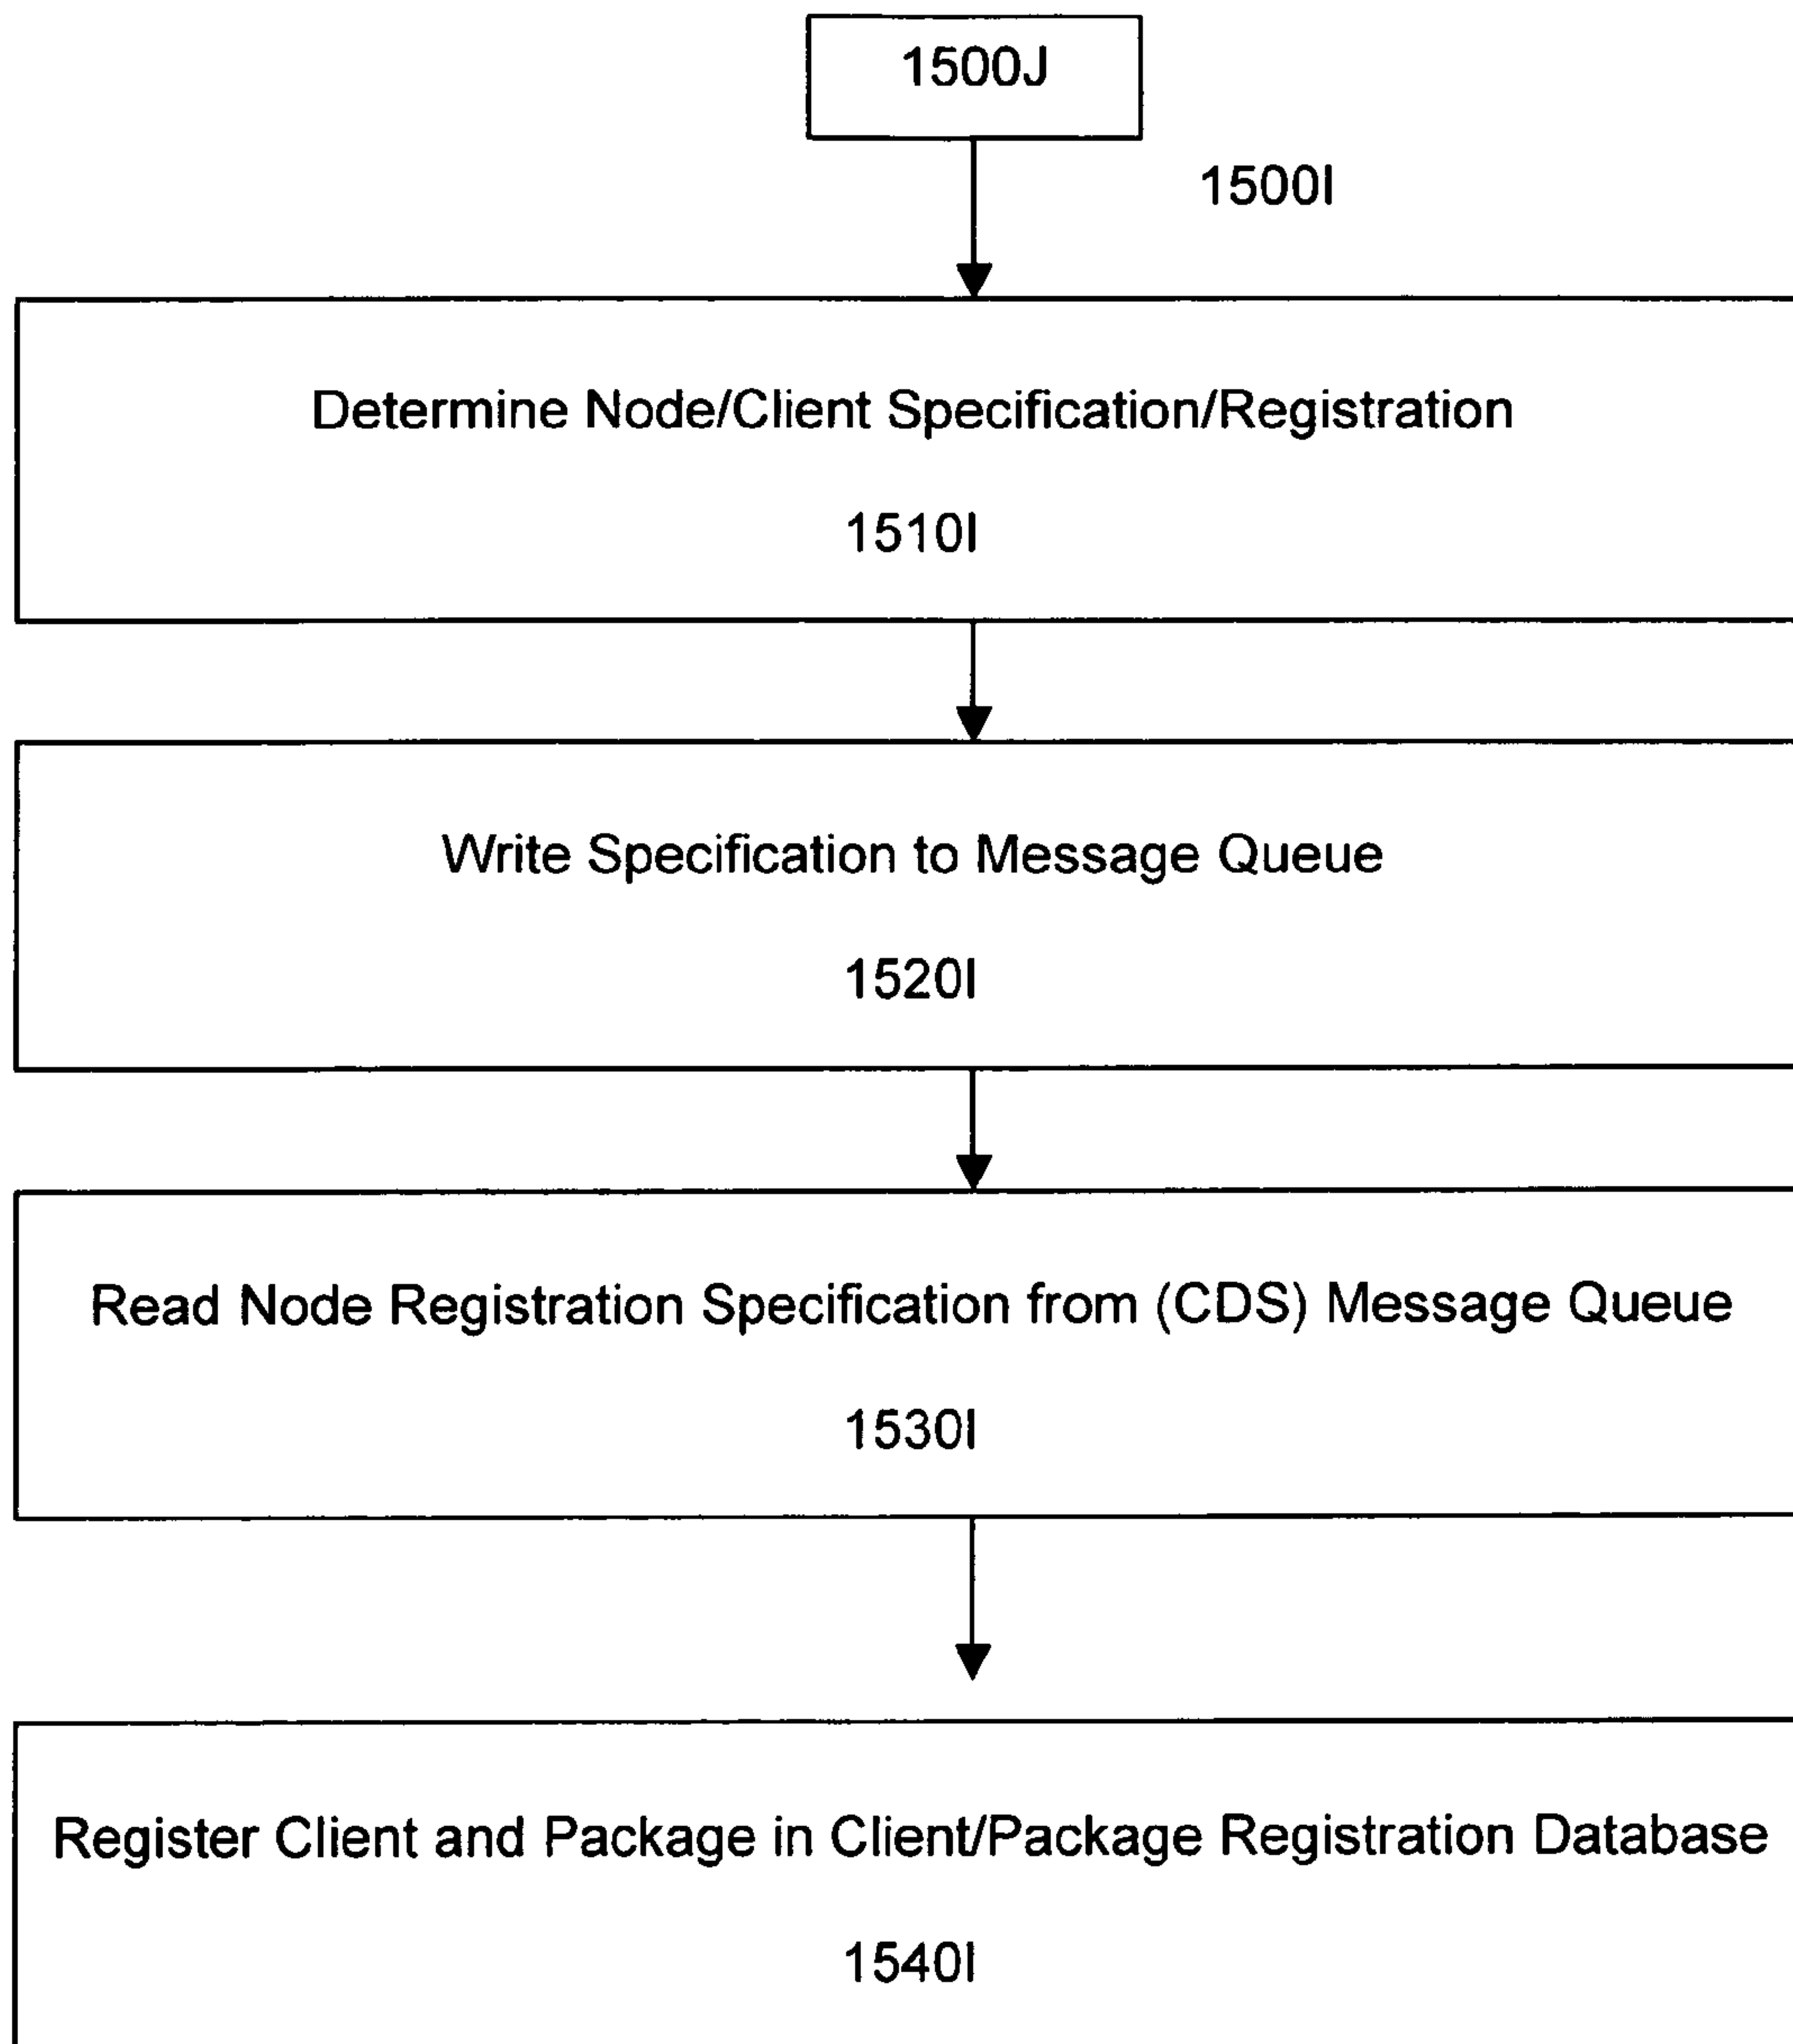 1500J
1500I
Determine Node/Client Specification/Registration
1510I
Write Specification to Message Queue
1520I
Read Node Registration Specification from (CDS) Message Queue
1530I
Register Client and Package in Client/Package Registration Database
1540I